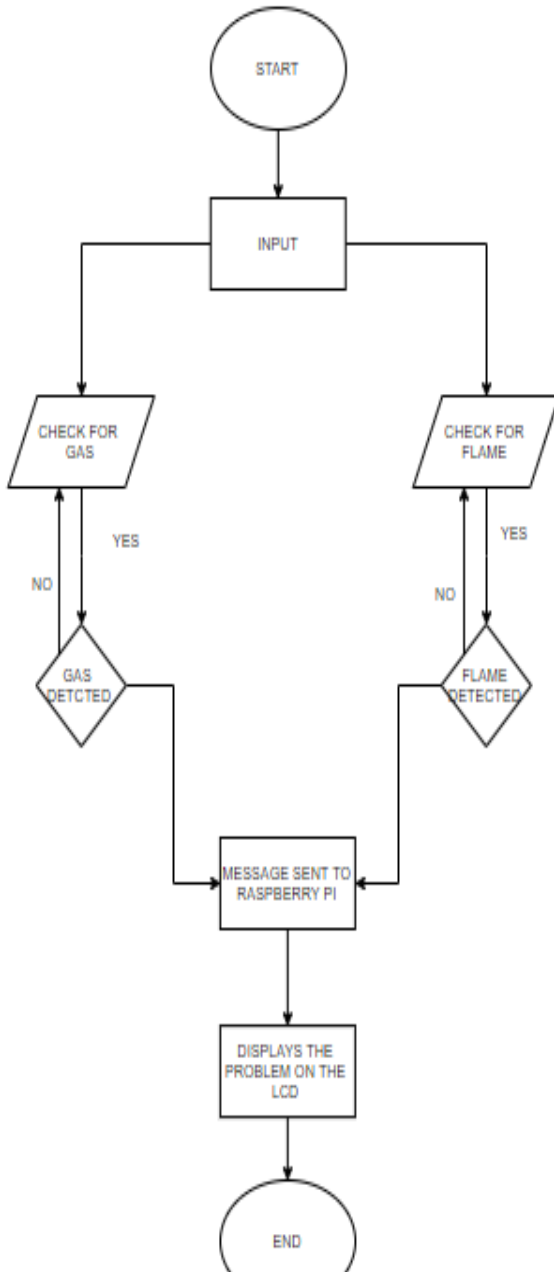 START
INPUT
CHECK FOR
GAS
CHECK FOR
FLAME
YES
YES
NO
NO
GAS
DETCTED
FLAME
DETECTED
MESSAGE SENT TO
RASPBERRY PI
DISPLAYS THE
PROBLEM ON THE
LCD
END